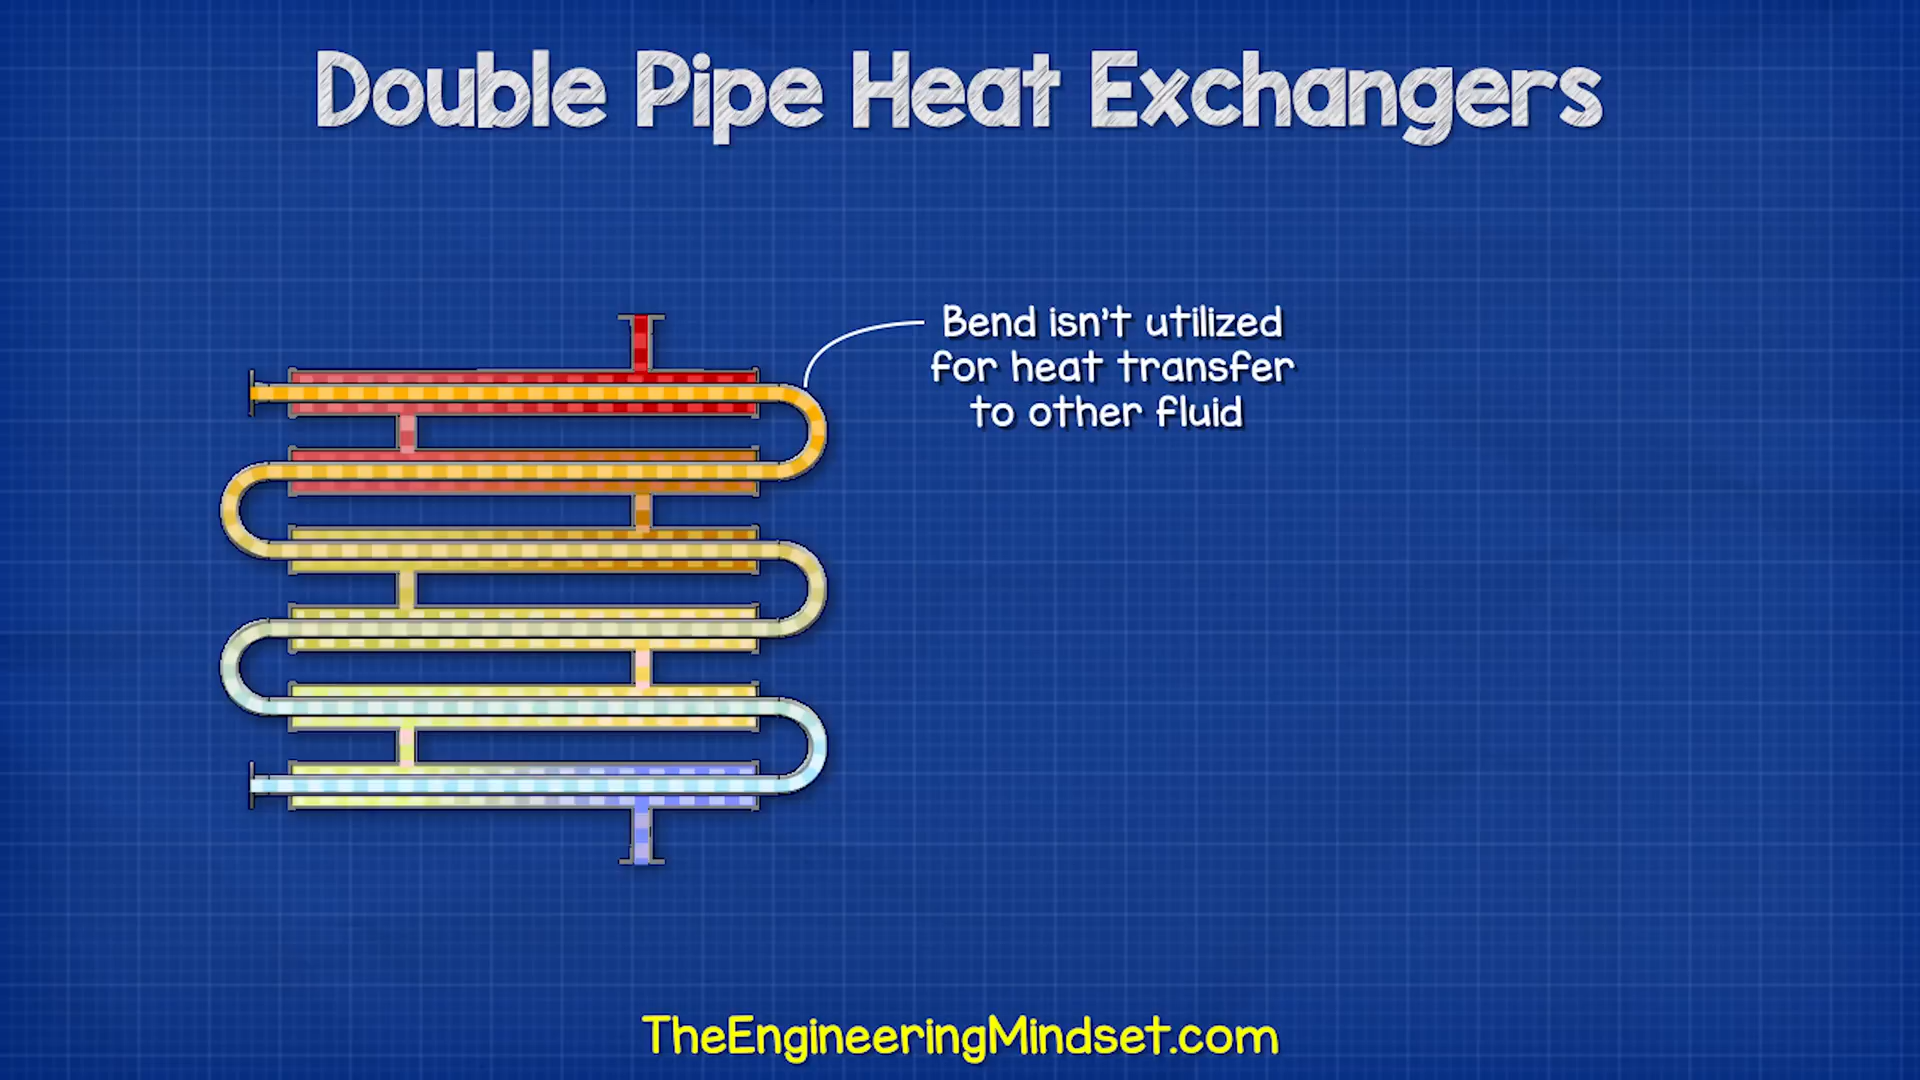 Double Pipe Heat Exchangers
Bend isn't utilized
for heat transfer
to other fluid
TheEngineeringMindset.com